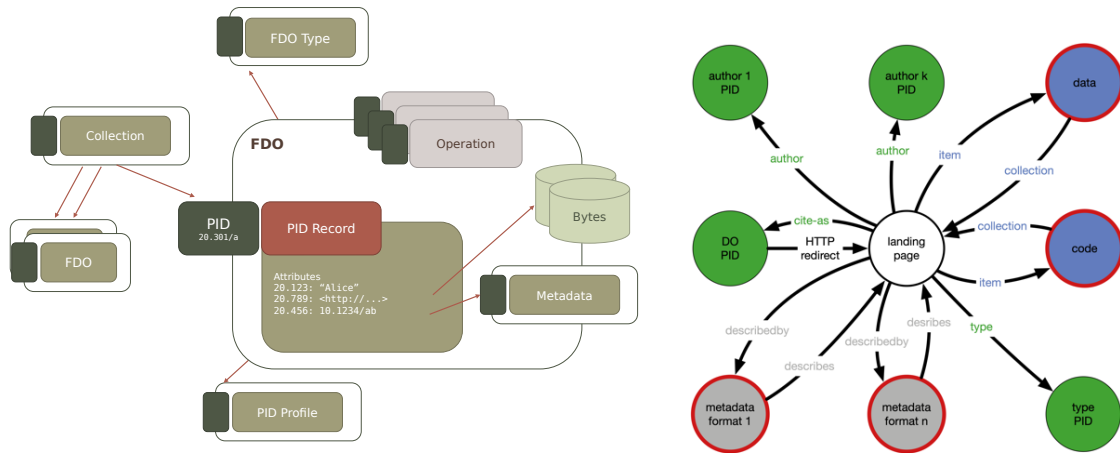 FDO Type
Collection
FDO
Operation
Bytes
PID
20.301/a
PID Record
FDO
Attributes
20.123: “Alice”
20.789: <http://...>
20.456: 10.1234/ab
Metadata
PID Profile
author 1
PID
author k
PID
data
author
author
item
collection
cite-as
DO
PID
HTTP
redirect
landing
page
collection
code
item
describedby
describes
describedby
desribes
type
metadata
format 1
metadata
format n
type
PID